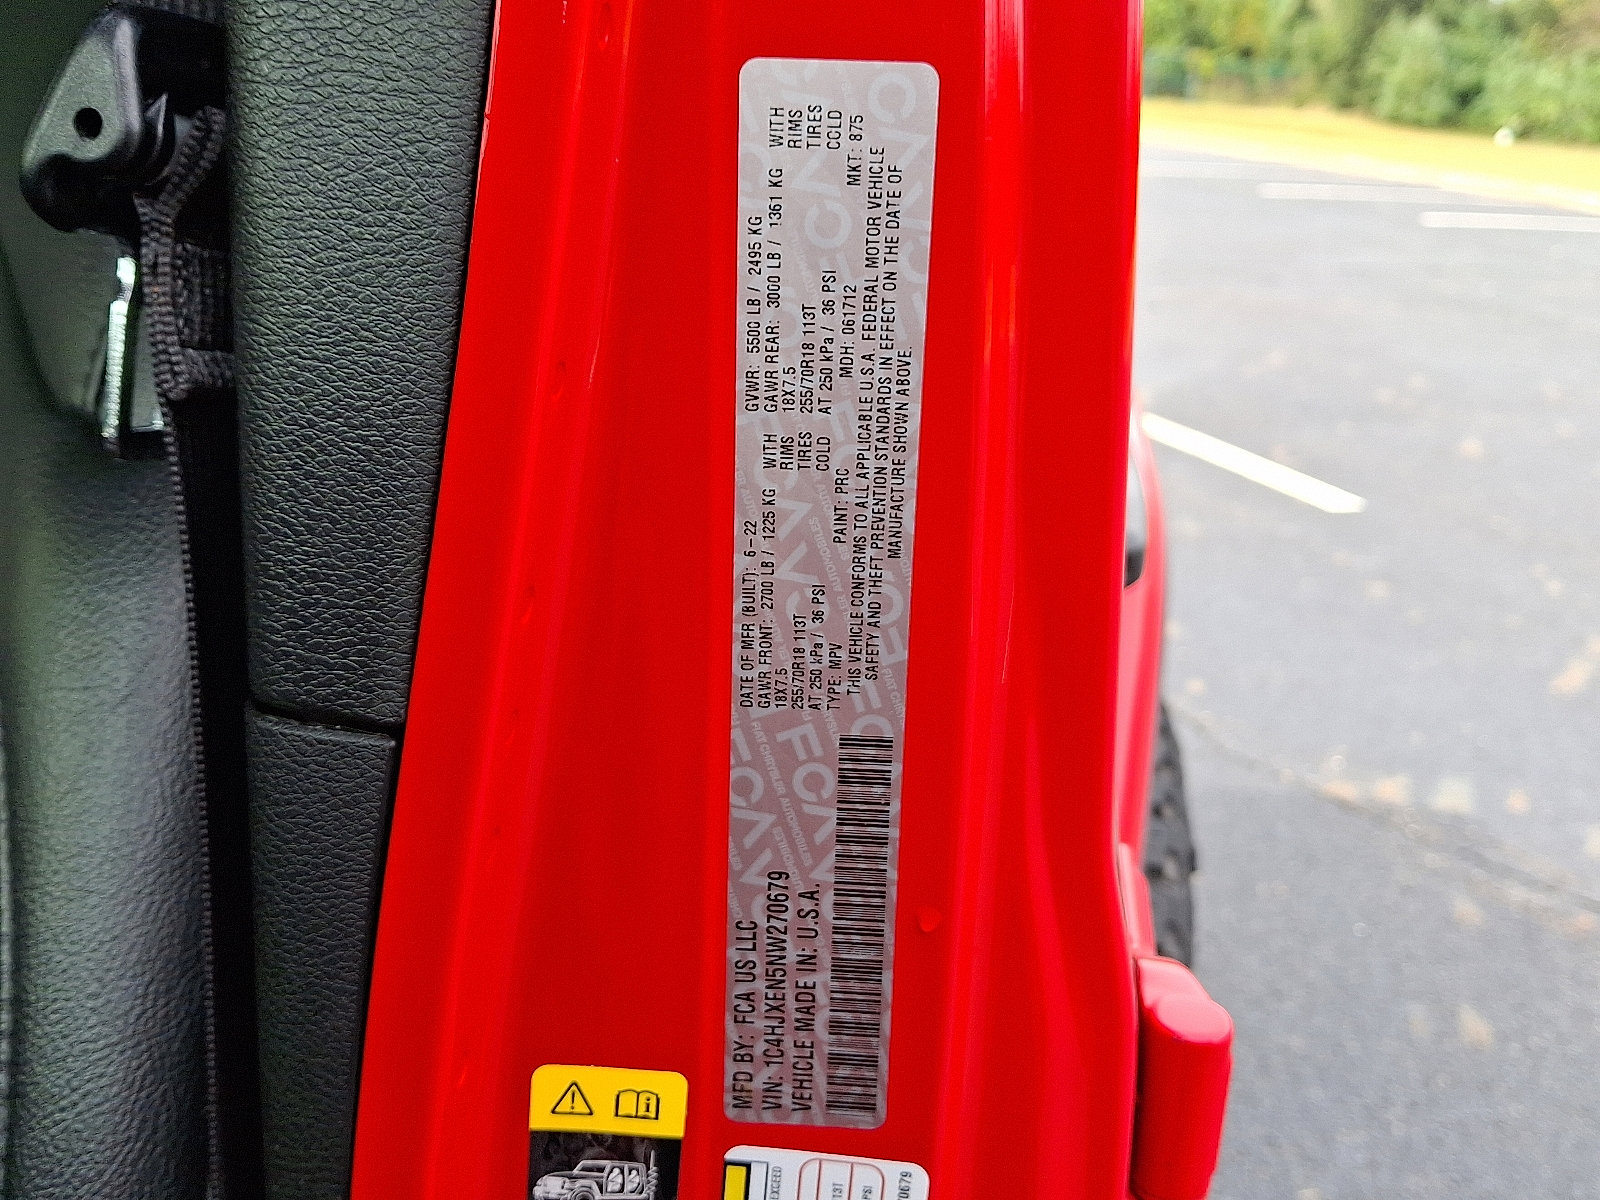 MFD BY: FCA US LLC
DATE OF MFR (BUILT): 6-22
GVWR: 5500 LB / 2495 KG
VIN: 1C4HJXEN5NW270679
GAWR FRONT: 2700 LB / 1225 KG WITH
GAWR REAR: 3000 LB / 1361 KG WITH
18X7.5 RIMS
18X7.5 RIMS
VEHICLE MADE IN: U.S.A.
255/70R18 113T TIRES
255/70R18 113T TIRES
AT 250 kPa / 36 PSI COLD
AT 250 kPa / 36 PSI COLD
TYPE: MPV PAINT: PRC MDH: 061712 MKT: 875
THIS VEHICLE CONFORMS TO ALL APPLICABLE U.S.A. FEDERAL MOTOR VEHICLE
SAFETY AND THEFT PREVENTION STANDARDS IN EFFECT ON THE DATE OF
MANUFACTURE SHOWN ABOVE.
EXCEED
13T
PSI
70679